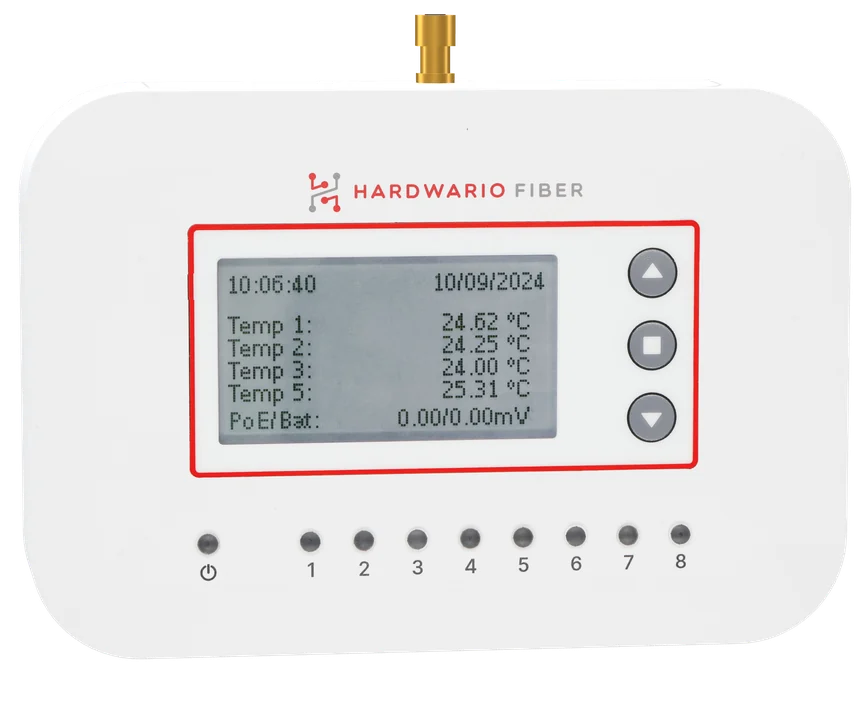 HARDWARIO FIBER
10:06:40 10/09/2024
Temp 1: 24.62 °C
Temp 2: 24.25 °C
Temp 3: 24.00 °C
Temp 5: 25.31 °C
PoE/Bat: 0.00/0.00mV
1 2 3 4 5 6 7 8